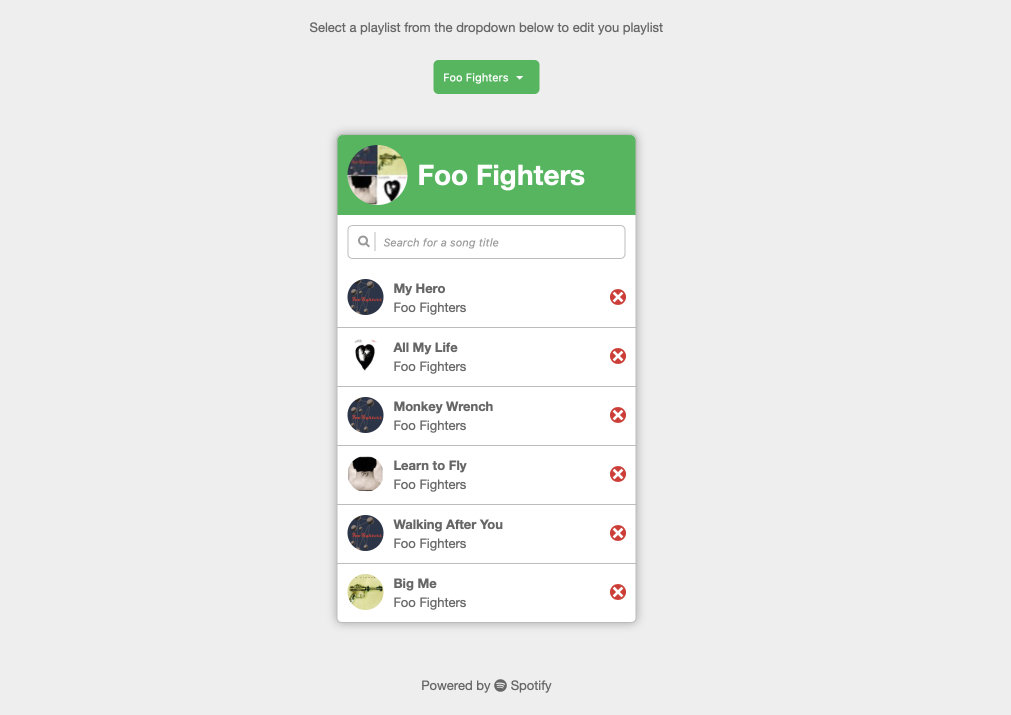 Select a playlist from the dropdown below to edit you playlist
Foo Fighters
Foo Fighters
Search for a song title
My Hero
Foo Fighters
All My Life
Foo Fighters
Monkey Wrench
Foo Fighters
Learn to Fly
Foo Fighters
Walking After You
Foo Fighters
Big Me
Foo Fighters
Powered by Spotify